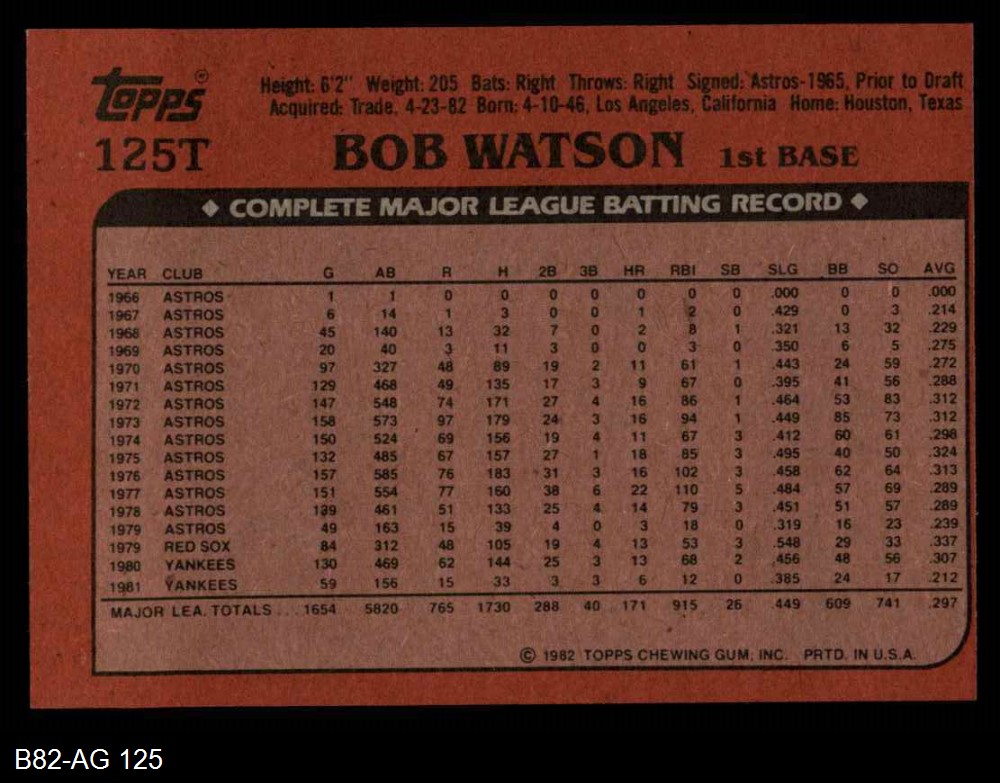 Topps®
Height: 6'2" Weight: 205 Bats: Right Throws: Right Signed: Astros-1965, Prior to Draft
Acquired: Trade, 4-23-82 Born: 4-10-46, Los Angeles, California Home: Houston, Texas
125T BOB WATSON 1st BASE
◆ COMPLETE MAJOR LEAGUE BATTING RECORD ◆
YEAR CLUB G AB R H 2B 3B HR RBI SB SLG BB SO AVG
1966 ASTROS 1 1 0 0 0 0 0 0 0 .000 0 0 .000
1967 ASTROS 6 14 1 3 0 0 1 2 0 .429 0 3 .214
1968 ASTROS 45 140 13 32 7 0 2 8 1 .321 13 32 .229
1969 ASTROS 20 40 3 11 3 0 0 3 0 .350 6 5 .275
1970 ASTROS 97 327 48 89 19 2 11 61 1 .443 24 59 .272
1971 ASTROS 129 468 49 135 17 3 9 67 0 .395 41 56 .288
1972 ASTROS 147 548 74 171 27 4 16 86 1 .464 53 83 .312
1973 ASTROS 158 573 97 179 24 3 16 94 1 .449 85 73 .312
1974 ASTROS 150 524 69 156 19 4 11 67 3 .412 60 61 .298
1975 ASTROS 132 485 67 157 27 1 18 85 3 .495 40 50 .324
1976 ASTROS 157 585 76 183 31 3 16 102 3 .458 62 64 .313
1977 ASTROS 151 554 77 160 38 6 22 110 5 .484 57 69 .289
1978 ASTROS 139 461 51 133 25 4 14 79 3 .451 51 57 .289
1979 ASTROS 49 163 15 39 4 0 3 18 0 .319 16 23 .239
1979 RED SOX 84 312 48 105 19 4 13 53 3 .548 29 33 .337
1980 YANKEES 130 469 62 144 25 3 13 68 2 .456 48 56 .307
1981 YANKEES 59 156 15 33 3 3 6 12 0 .385 24 17 .212
MAJOR LEA. TOTALS ... 1654 5820 765 1730 288 40 171 915 26 .449 609 741 .297
© 1982 TOPPS CHEWING GUM, INC. PRTD. IN U.S.A.
B82-AG 125